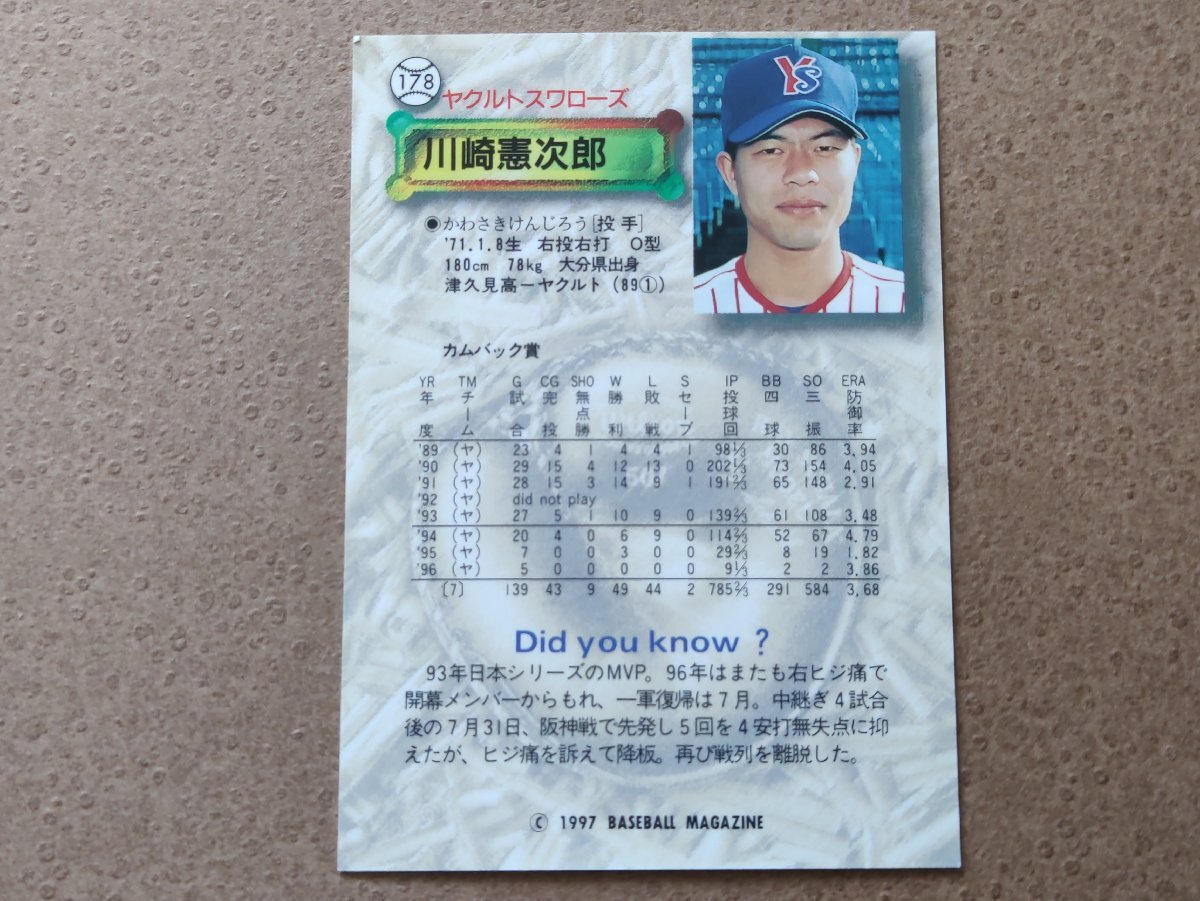 178
ヤクルトスワローズ
川崎憲次郎
YS
◉かわさきけんじろう[投手]
'71.1.8生 右投右打 O型
180cm 78kg 大分県出身
津久見高ーヤクルト(89①)
カムバック賞
YR TM G CG SHO W L S IP BB SO ERA
年度 チーム 試合 完投 無点勝 勝利 敗戦 セーブ 投球回 四球 三振 防御率
'89 (ヤ) 23 4 1 4 4 1 98⅓ 30 86 3.94
'90 (ヤ) 29 15 4 12 13 0 202⅓ 73 154 4.05
'91 (ヤ) 28 15 3 14 9 1 191⅔ 65 148 2.91
'92 (ヤ) did not play
'93 (ヤ) 27 5 1 10 9 0 139⅔ 61 108 3.48
'94 (ヤ) 20 4 0 6 9 0 114⅔ 52 67 4.79
'95 (ヤ) 7 0 0 3 0 0 29⅔ 8 19 1.82
'96 (ヤ) 5 0 0 0 0 0 9⅓ 2 2 3.86
〔7〕 139 43 9 49 44 2 785⅔ 291 584 3.68
Did you know ?
93年日本シリーズのMVP。96年はまたも右ヒジ痛で
開幕メンバーからもれ、一軍復帰は7月。中継ぎ4試合
後の7月31日、阪神戦で先発し5回を4安打無失点に抑
えたが、ヒジ痛を訴えて降板。再び戦列を離脱した。
© 1997 BASEBALL MAGAZINE